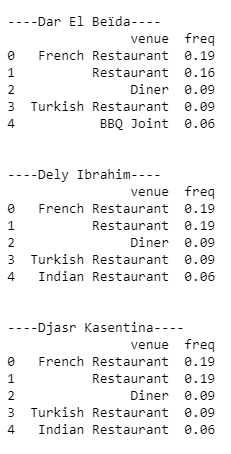 ----Dar El Beïda----
                venue  freq
0   French Restaurant  0.19
1          Restaurant  0.16
2               Diner  0.09
3  Turkish Restaurant  0.09
4           BBQ Joint  0.06
----Dely Ibrahim----
                venue  freq
0   French Restaurant  0.19
1          Restaurant  0.19
2               Diner  0.09
3  Turkish Restaurant  0.09
4   Indian Restaurant  0.06
----Djasr Kasentina----
                venue  freq
0   French Restaurant  0.19
1          Restaurant  0.19
2               Diner  0.09
3  Turkish Restaurant  0.09
4   Indian Restaurant  0.06